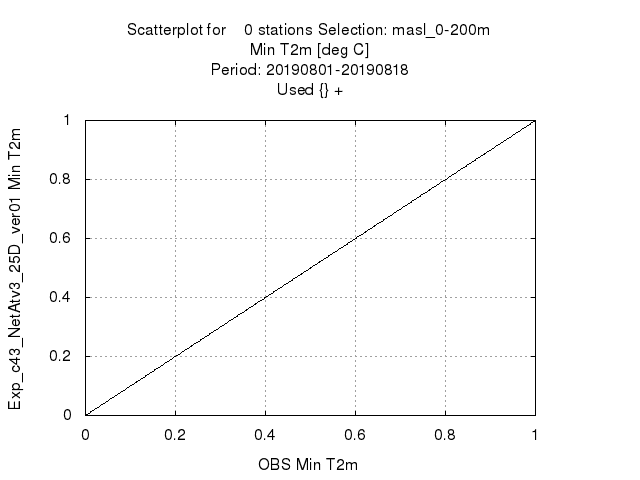 Scatterplot for    0 stations Selection: masl_0-200m
Min T2m [deg C]
Period: 20190801-20190818
Used {} +
Exp_c43_NetAtv3_25D_ver01 Min T2m
1
0.8
0.6
0.4
0.2
0
0 0.2 0.4 0.6 0.8 1
OBS Min T2m